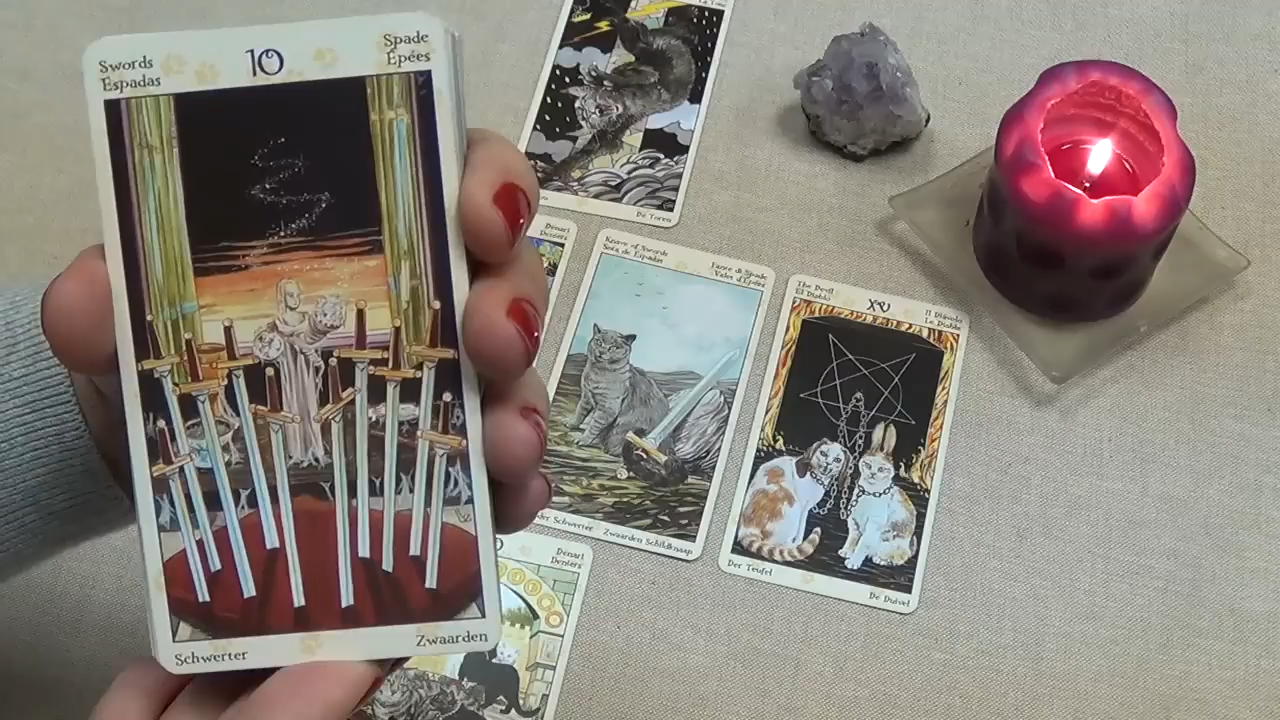 Swords
Espadas
10
Spade
Épées
Schwerter
Zwaarden
De Toren
Denari
Deniers
Knave of Swords
Sota de Espadas
Fante di Spade
Valet d'Épées
der Schwerter - Zwaarden Schildknaap
The Devil
El Diablo
XV
Il Diavolo
Le Diable
Der Teufel
De Duivel
Denari
Deniers